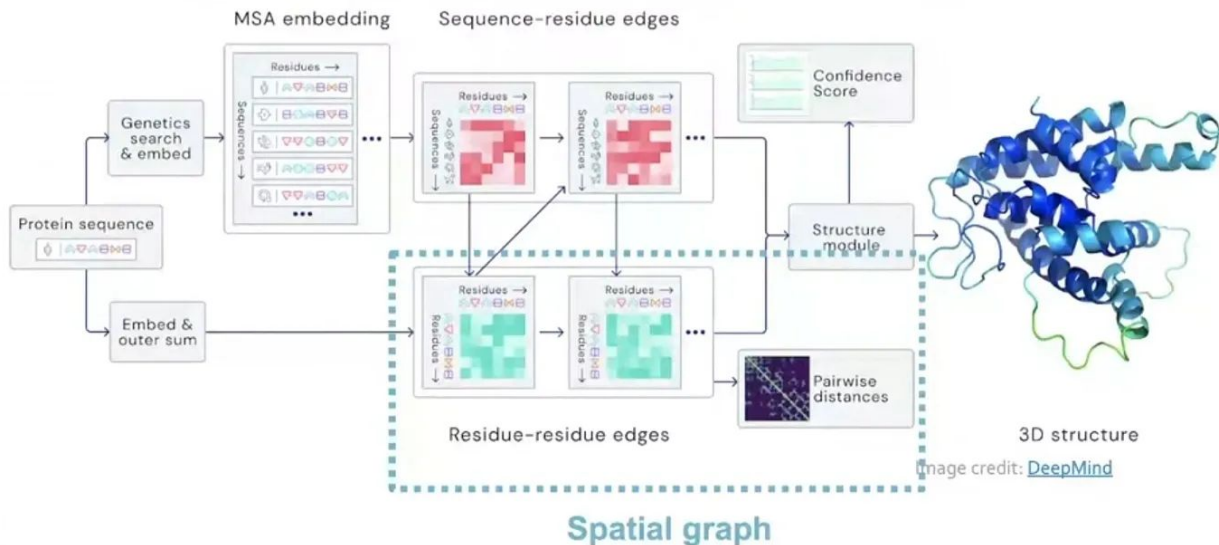 MSA embedding
Sequence-residue edges
Residues →
Sequences →
Genetics
search
& embed
Protein sequence
Embed &
outer sum
Residues →
Sequences →
Residues →
Sequences →
Confidence
Score
Structure
module
Residues →
Residues →
Residues →
Residues →
Pairwise
distances
Residue-residue edges
3D structure
Image credit: DeepMind
Spatial graph